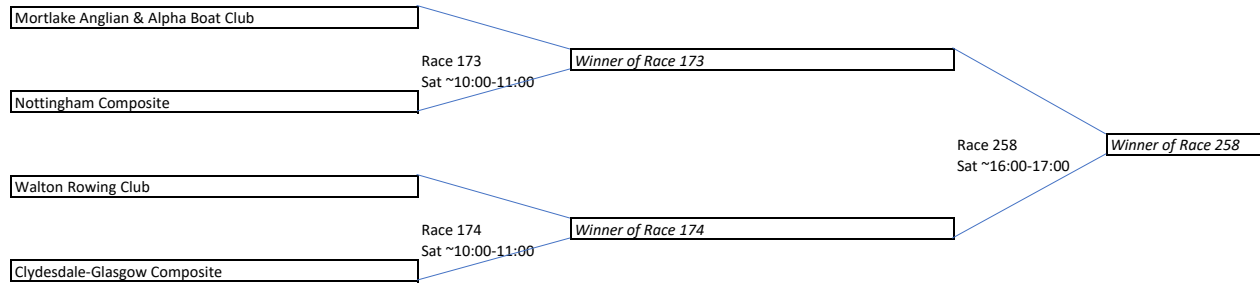 Mortlake Anglian & Alpha Boat Club
Race 173
Sat ~10:00-11:00
Winner of Race 173
Nottingham Composite
Race 258
Sat ~16:00-17:00
Winner of Race 258
Walton Rowing Club
Race 174
Sat ~10:00-11:00
Winner of Race 174
Clydesdale-Glasgow Composite